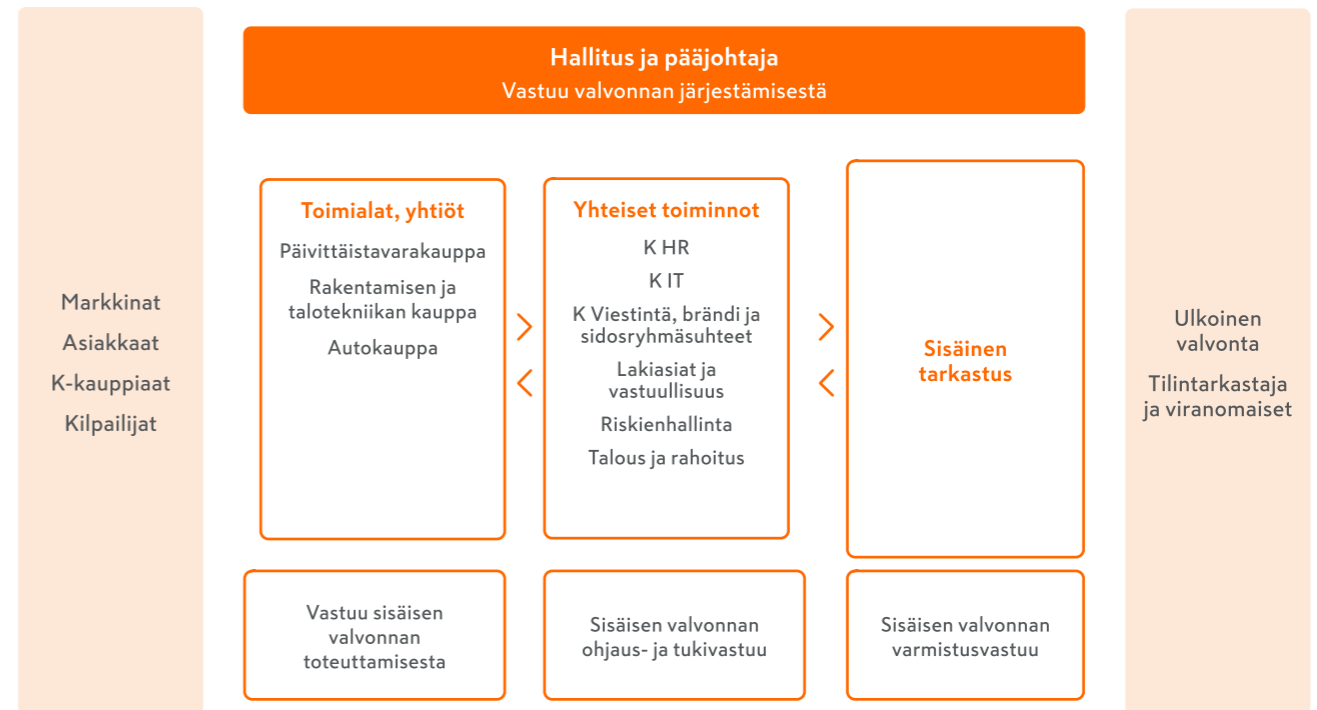 Hallitus ja pääjohtaja
Vastuu valvonnan järjestämisestä
Markkinat
Asiakkaat
K-kauppiaat
Kilpailijat
Toimialat, yhtiöt
Päivittäistavarakauppa
Rakentamisen ja
talotekniikan kauppa
Autokauppa
Yhteiset toiminnot
K HR
K IT
K Viestintä, brändi ja
sidosryhmäsuhteet
Lakiasiat ja
vastuullisuus
Riskienhallinta
Talous ja rahoitus
Sisäinen
tarkastus
Ulkoinen
valvonta
Tilintarkastaja
ja viranomaiset
Vastuu sisäisen
valvonnan
toteuttamisesta
Sisäisen valvonnan
ohjaus- ja tukivastuu
Sisäisen valvonnan
varmistusvastuu